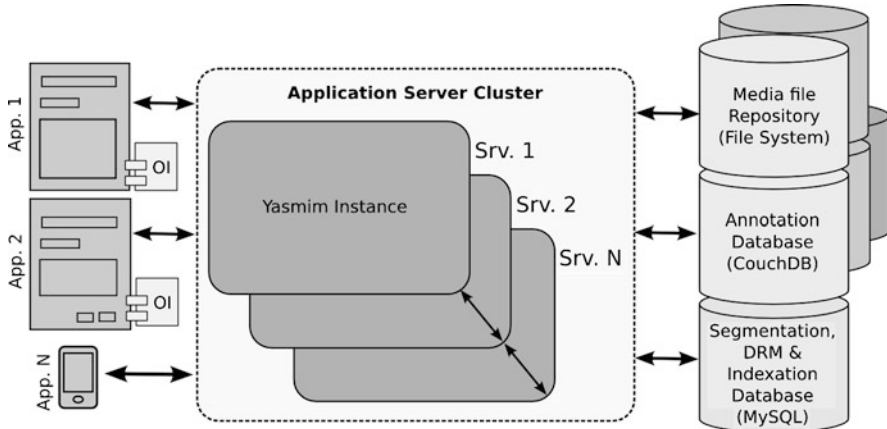 App. 1
OI
App. 2
OI
App. N
Application Server Cluster
Srv. 1
Yasmim Instance
Srv. 2
Srv. N
Media file
Repository
(File System)
Annotation
Database
(CouchDB)
Segmentation,
DRM &
Indexation
Database
(MySQL)